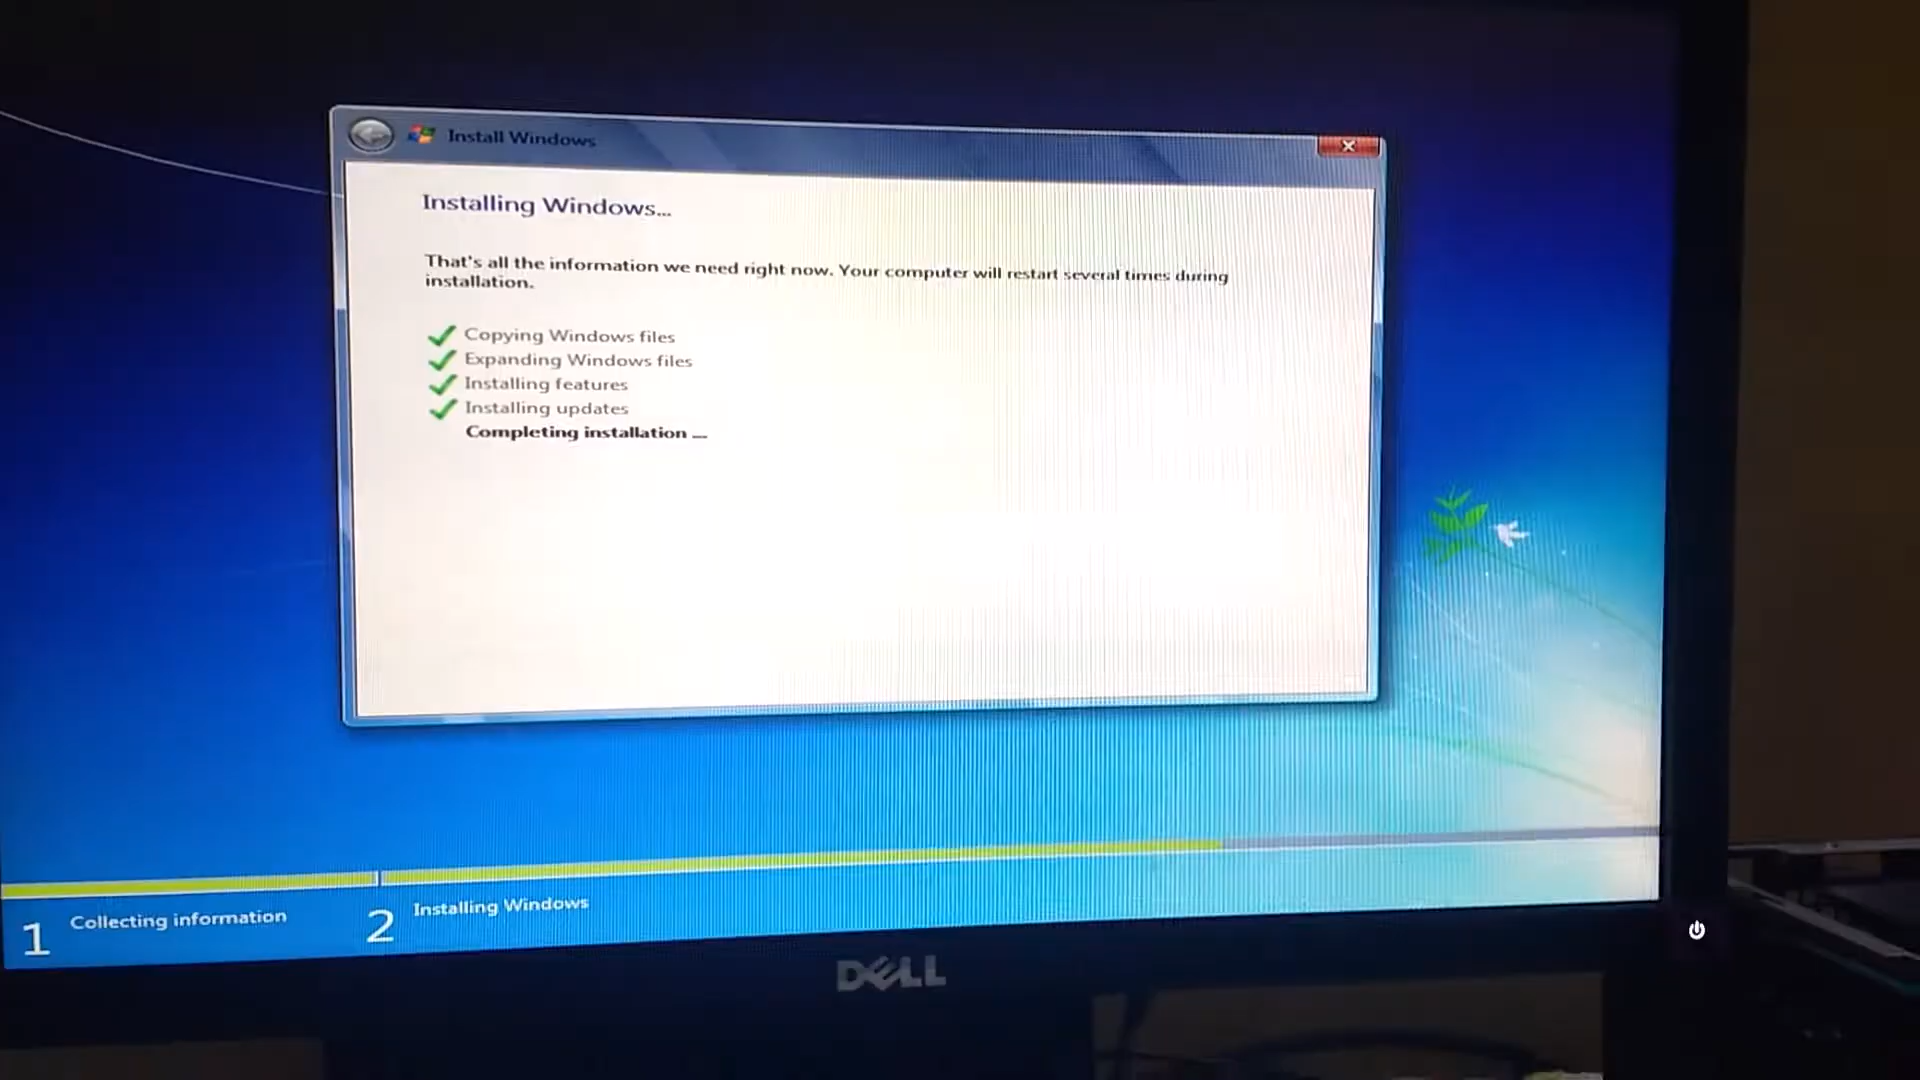 Install Windows
Installing Windows...
That's all the information we need right now. Your computer will restart several times during
installation.
Copying Windows files
Expanding Windows files
Installing features
Installing updates
Completing installation ...
1 Collecting information
2 Installing Windows
DELL